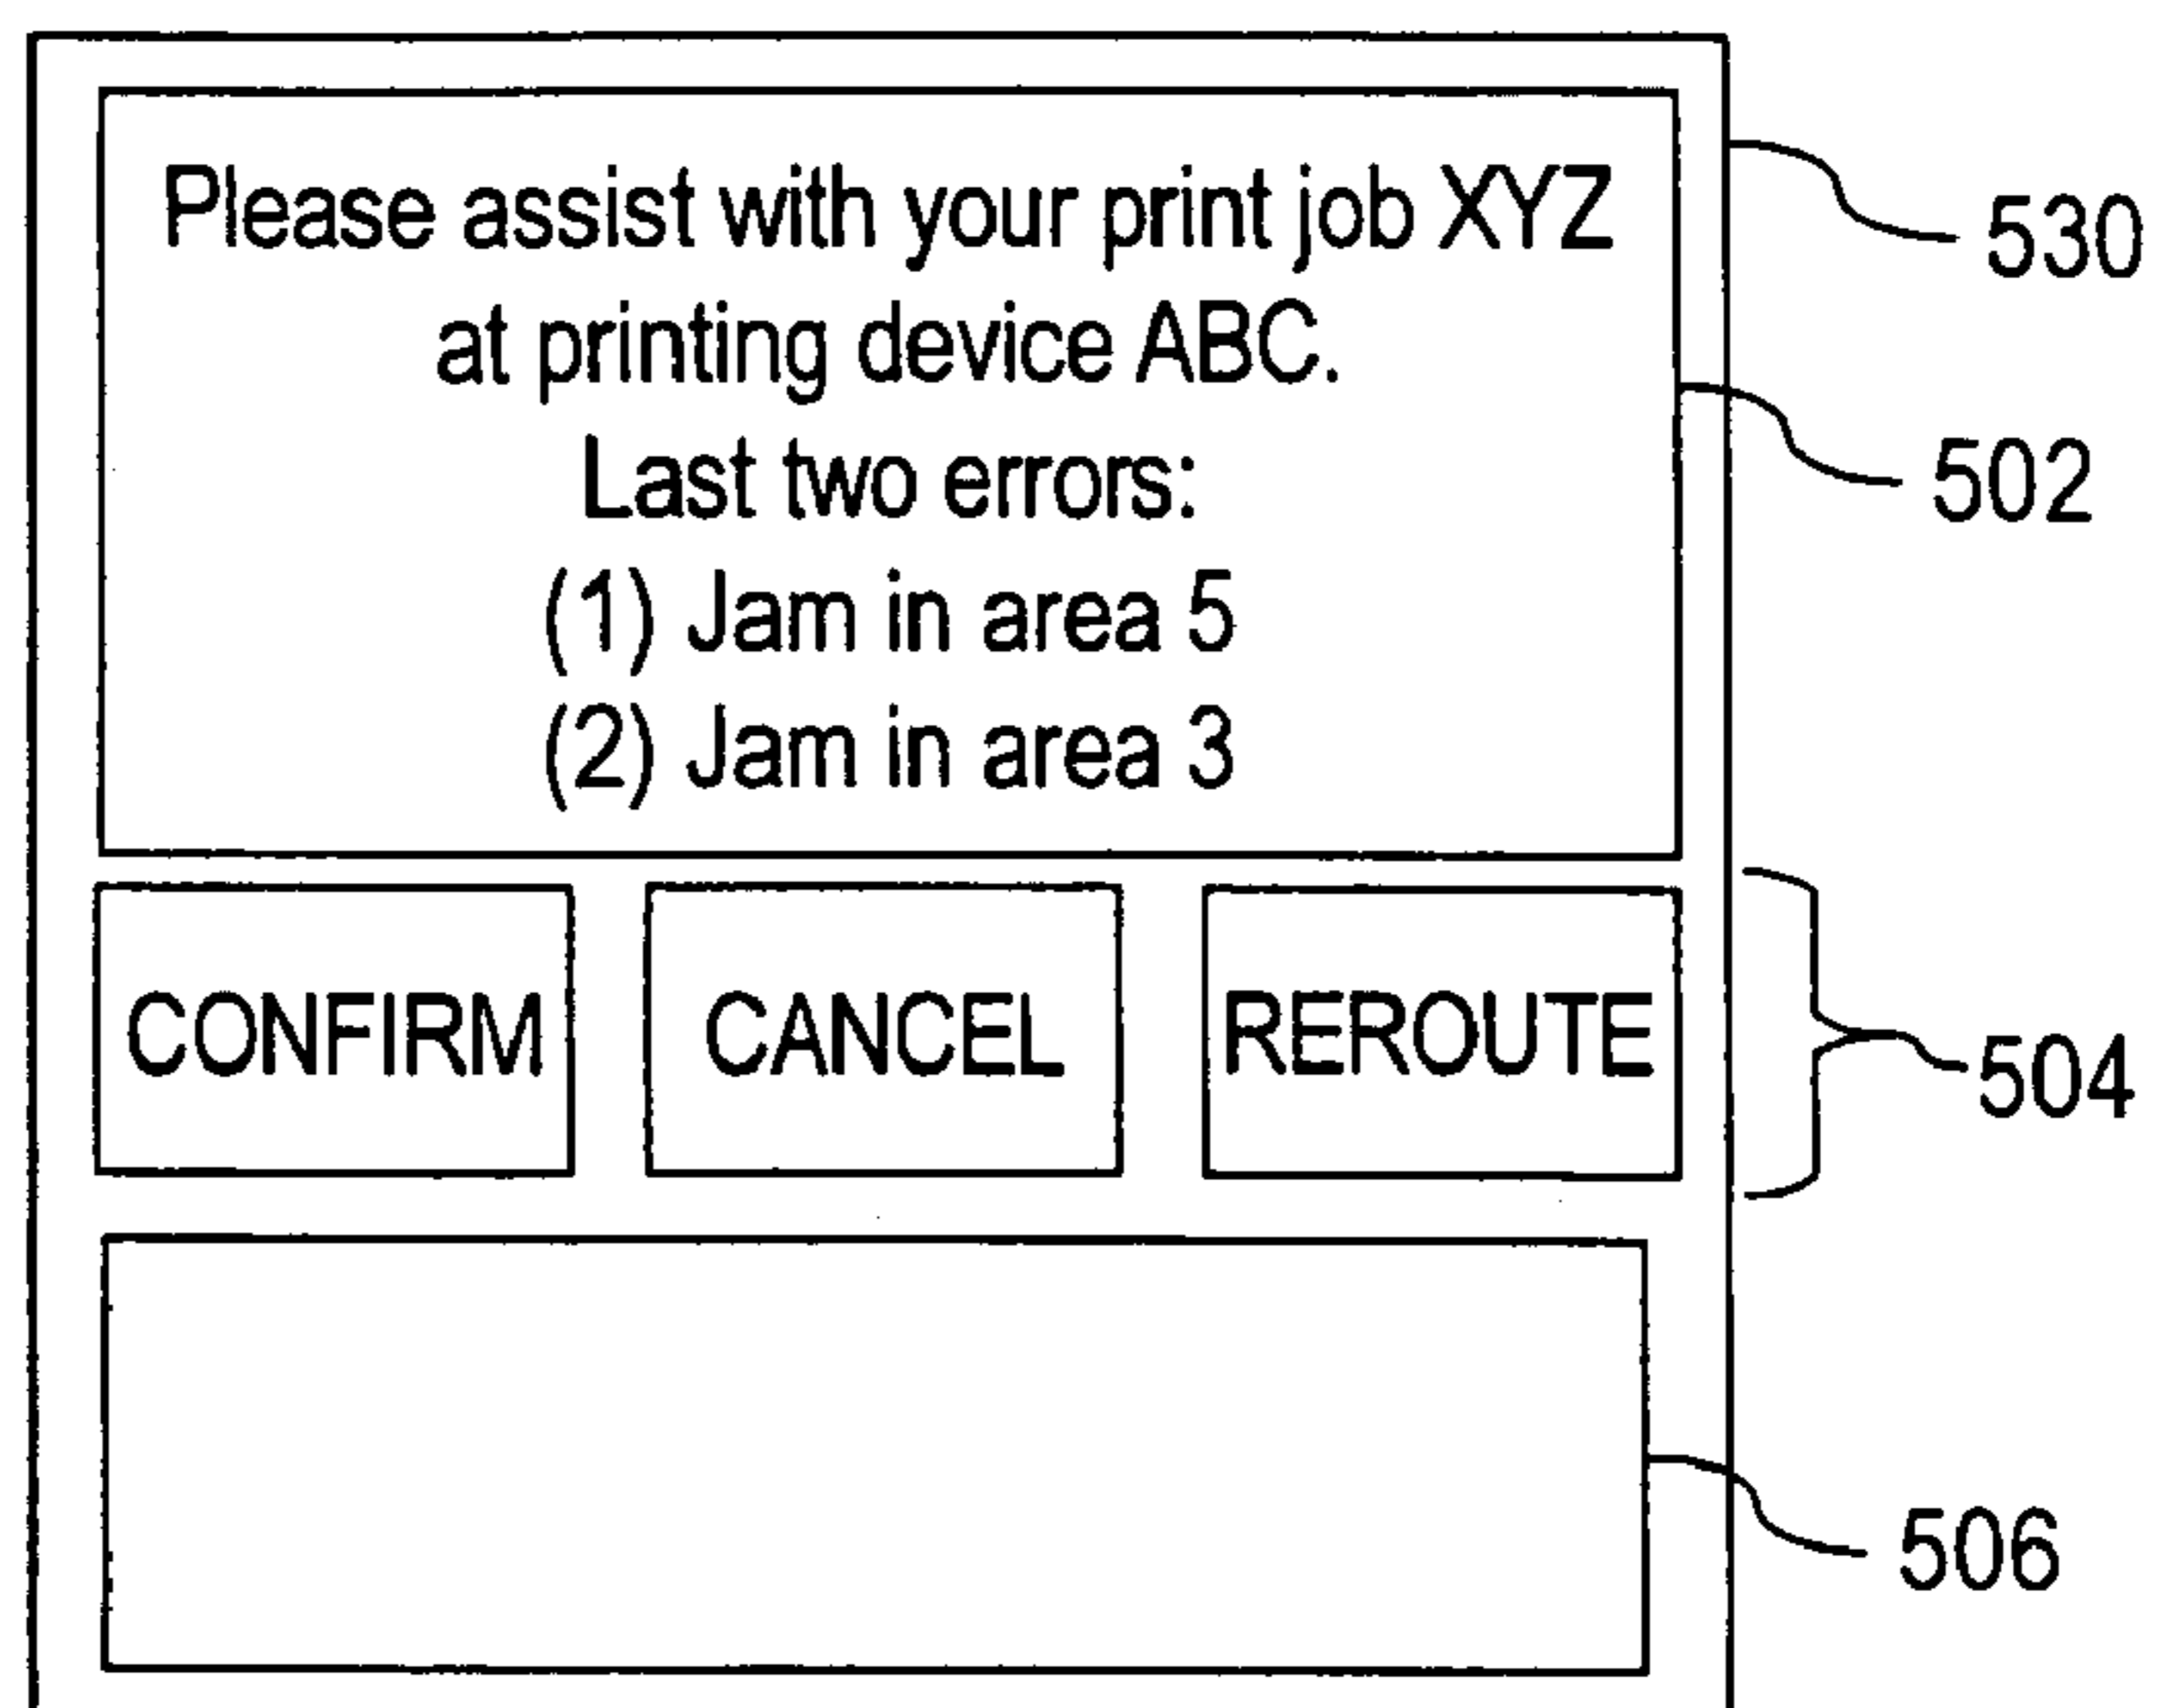 Please assist with your print job XYZ
at printing device ABC.
Last two errors:
(1) Jam in area 5
(2) Jam in area 3
530
502
CONFIRM CANCEL REROUTE
504
506